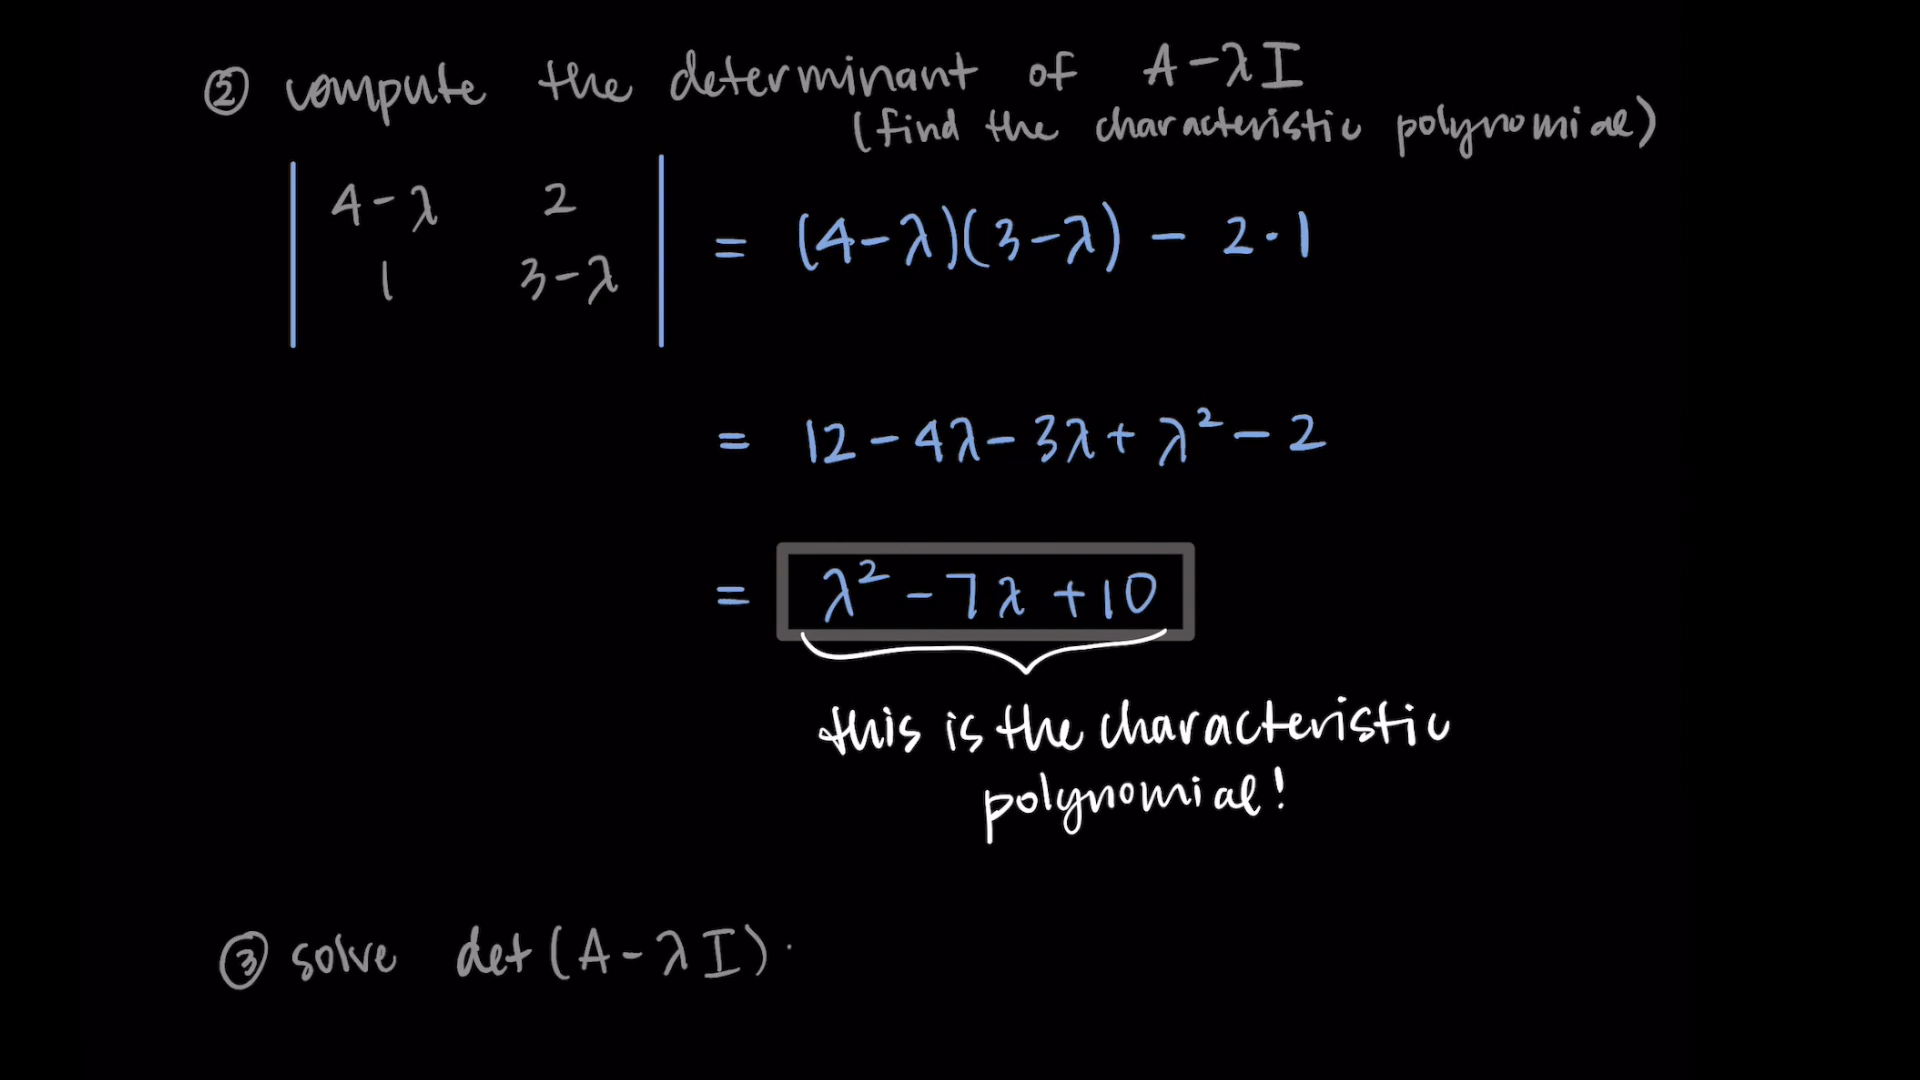 ② compute the determinant of A-λI
(find the characteristic polynomial)
4-λ 2
1 3-λ
= (4-λ)(3-λ) - 2·1
= 12-4λ-3λ+λ²-2
= λ²-7λ+10
this is the characteristic
polynomial!
③ solve det(A-λI)